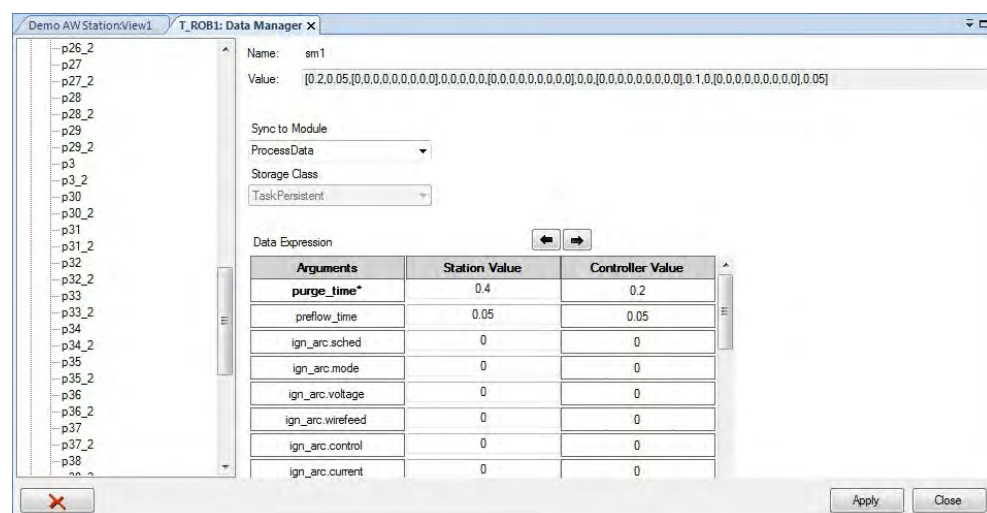 Demo AW Station:View1 T_ROB1: Data Manager X
p26_2
p27
p27_2
p28
p28_2
p29
p29_2
p3
p3_2
p30
p30_2
p31
p31_2
p32
p32_2
p33
p33_2
p34
p34_2
p35
p35_2
p36
p36_2
p37
p37_2
p38
Name: sm1
Value: [0.2,0.05,[0,0,0,0,0,0,0,0,0],0,0,0,0,0,[0,0,0,0,0,0,0,0,0],0,0,[0,0,0,0,0,0,0,0,0],0.1,0,[0,0,0,0,0,0,0,0,0],0.05]
Sync to Module
ProcessData
Storage Class
TaskPersistent
Data Expression
Arguments Station Value Controller Value
purge_time* 0.4 0.2
preflow_time 0.05 0.05
ign_arc.sched 0 0
ign_arc.mode 0 0
ign_arc.voltage 0 0
ign_arc.wirefeed 0 0
ign_arc.control 0 0
ign_arc.current 0 0
Apply Close